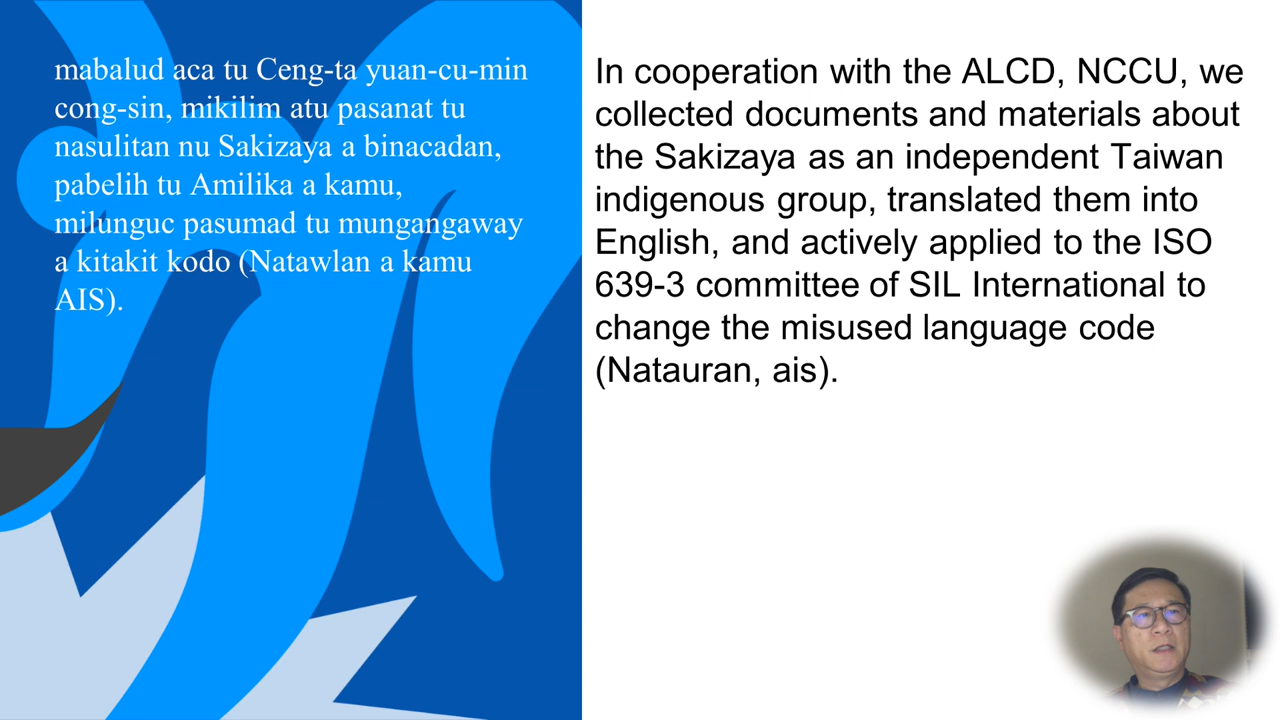 mabalud aca tu Ceng-ta yuan-cu-min
cong-sin, mikilim atu pasanat tu
nasulitan nu Sakizaya a binacadan,
pabelih tu Amilika a kamu,
milunguc pasumad tu mungangaway
a kitakit kodo (Natawlan a kamu
AIS).
In cooperation with the ALCD, NCCU, we
collected documents and materials about
the Sakizaya as an independent Taiwan
indigenous group, translated them into
English, and actively applied to the ISO
639-3 committee of SIL International to
change the misused language code
(Natauran, ais).